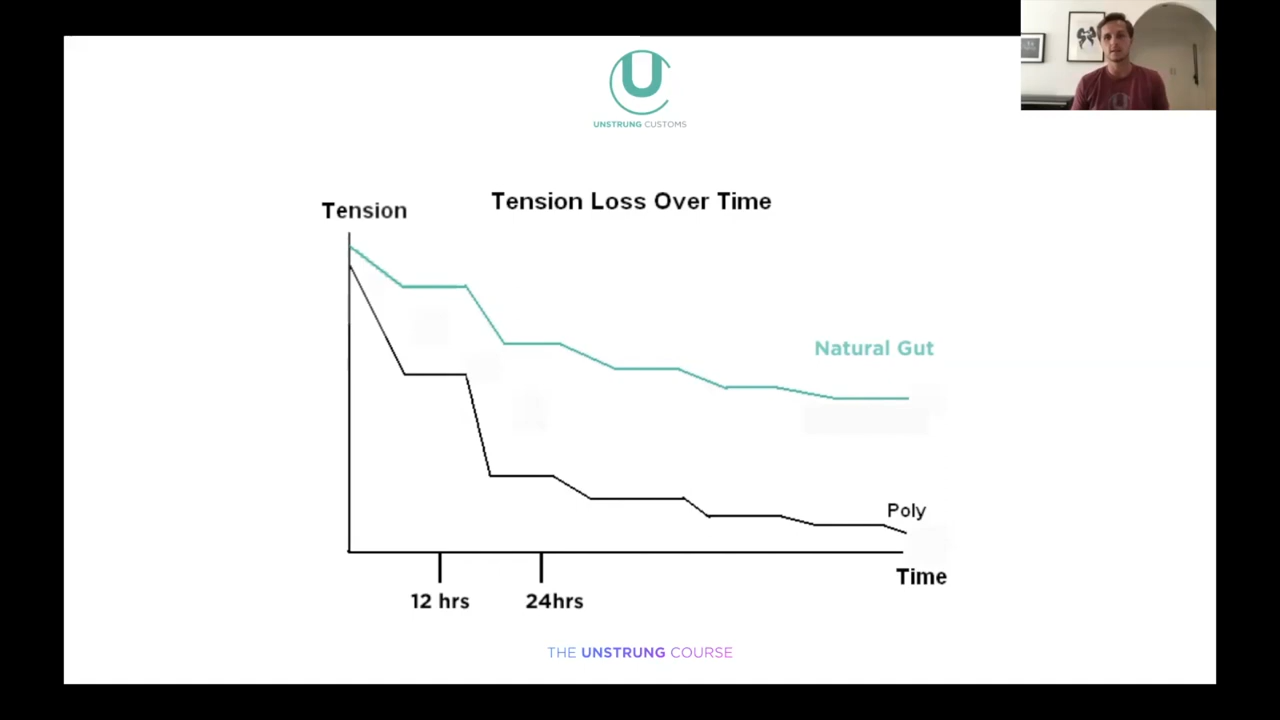 U
UNSTRUNG CUSTOMS
Tension Loss Over Time
Tension
Natural Gut
Poly
Time
12 hrs
24hrs
THE UNSTRUNG COURSE